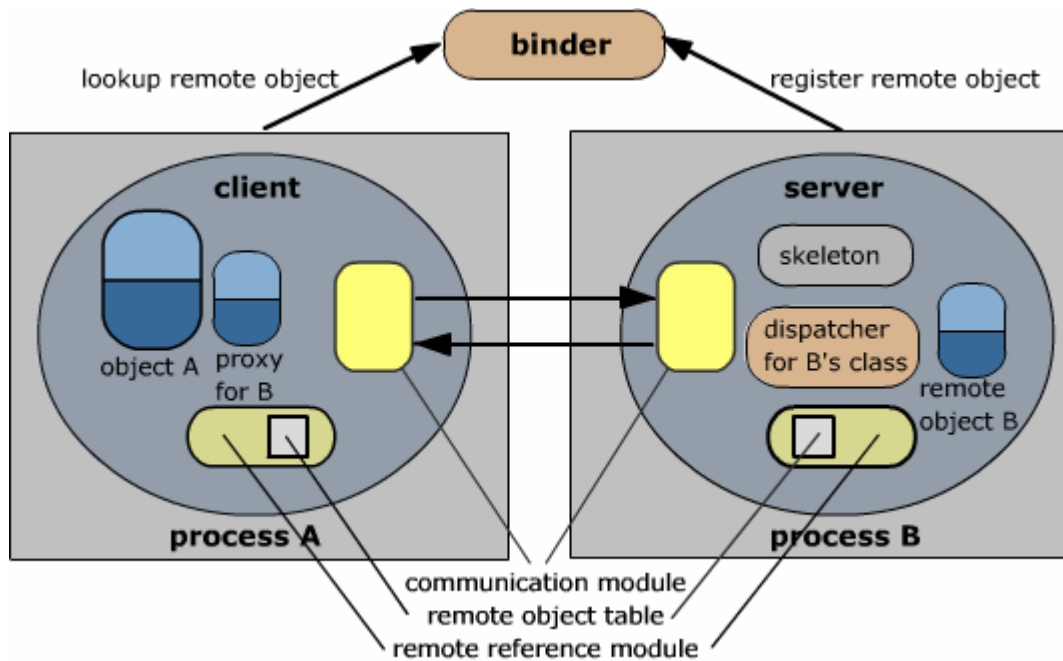 binder
lookup remote object
register remote object
client
server
skeleton
object A
proxy
for B
dispatcher
for B's class
remote
object B
process A
process B
communication module
remote object table
remote reference module